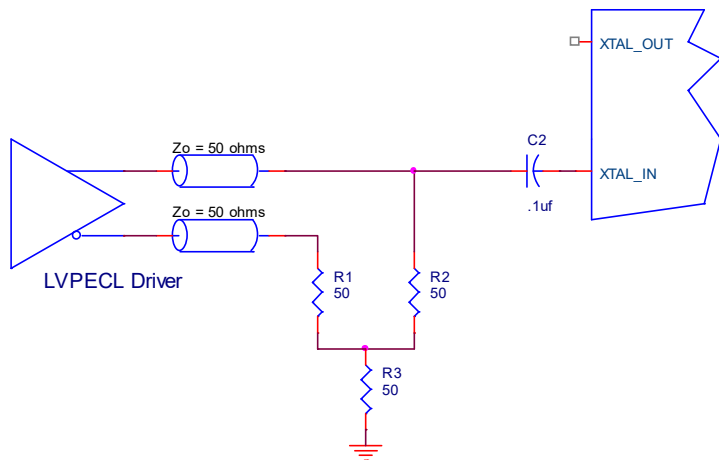 XTAL_OUT
Zo = 50 ohms
C2
XTAL_IN
.1uf
Zo = 50 ohms
LVPECL Driver
R1
50
R2
50
R3
50